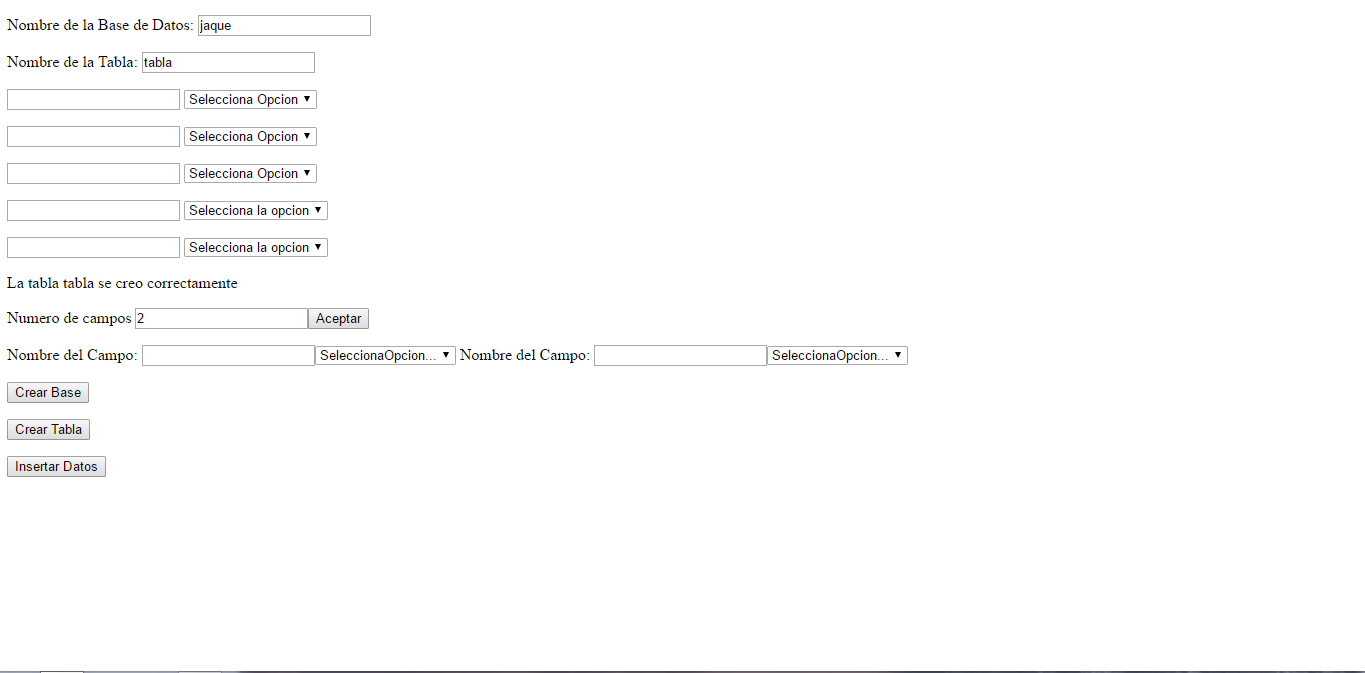 Nombre de la Base de Datos: jaque
Nombre de la Tabla: tabla
Selecciona Opcion
Selecciona Opcion
Selecciona Opcion
Selecciona la opcion
Selecciona la opcion
La tabla tabla se creo correctamente
Numero de campos 2 Aceptar
Nombre del Campo: SeleccionaOpcion... Nombre del Campo: SeleccionaOpcion...
Crear Base
Crear Tabla
Insertar Datos